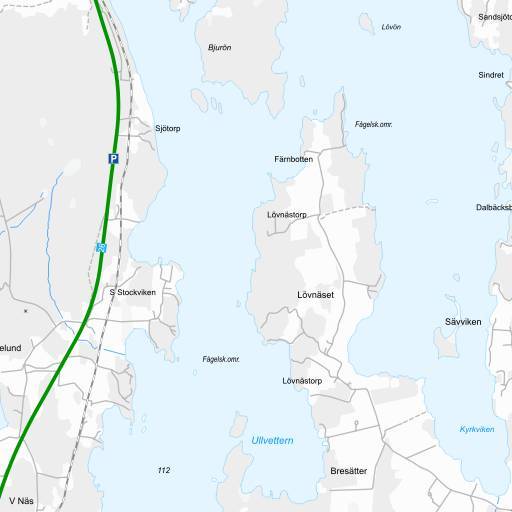 Lövön
Sandsjöto
Bjurön
Sindret
Fågelsk.omr.
Sjötorp
P
Färnbotten
Dalbäcksb
Lövnästorp
S Stockviken
Lövnäset
Sävviken
elund
Fågelsk.omr.
Lövnästorp
Kyrkviken
Ullvettern
112
Bresätter
V Näs